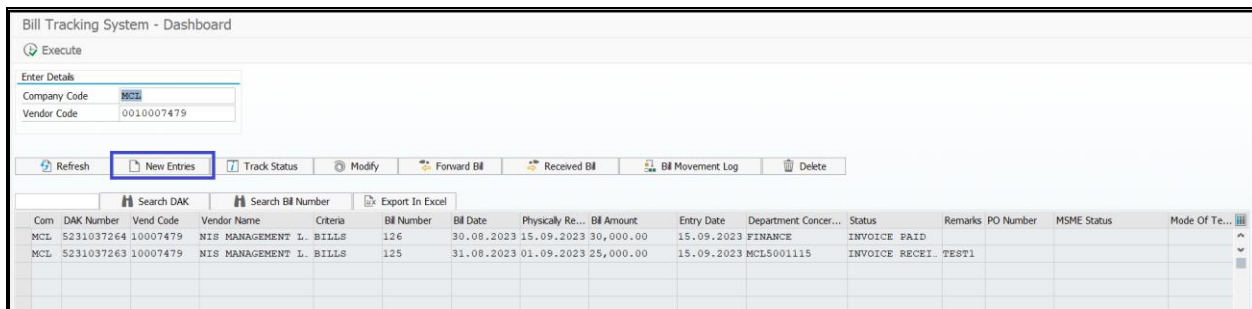 Bill Tracking System - Dashboard
Execute
Enter Details
Company Code MCL
Vendor Code 0010007479
Refresh New Entries Track Status Modify Forward Bill Received Bill Bill Movement Log Delete
Search DAK Search Bil Number Export In Excel
Com DAK Number Vend Code Vendor Name Criteria Bill Number Bill Date Physically Re... Bill Amount Entry Date Department Concer... Status Remarks PO Number MSME Status Mode Of Te...
MCL 5231037264 10007479 NIS MANAGEMENT L. BILLS 126 30.08.2023 15.09.2023 30,000.00 15.09.2023 FINANCE INVOICE PAID
MCL 5231037263 10007479 NIS MANAGEMENT L. BILLS 125 31.08.2023 01.09.2023 25,000.00 15.09.2023 MCL5001115 INVOICE RECEI. TEST1